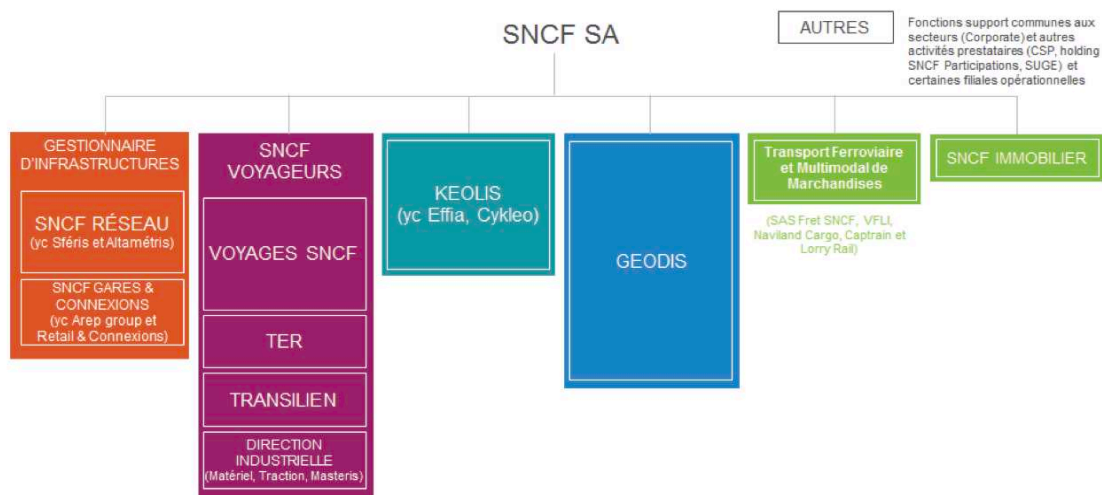 SNCF SA
AUTRES
Fonctions support communes aux
secteurs (Corporate) et autres
activités prestataires (CSP, holding
SNCF Participations, SUGE) et
certaines filiales opérationnelles
GESTIONNAIRE
D'INFRASTRUCTURES
SNCF RÉSEAU
(yc Sféris et Altamétris)
SNCF GARES &
CONNEXIONS
(yc Arep group et
Retail & Connexions)
SNCF
VOYAGEURS
VOYAGES SNCF
TER
TRANSILIEN
DIRECTION
INDUSTRIELLE
(Matériel, Traction, Masteris)
KEOLIS
(yc Effia, Cykleo)
GEODIS
Transport Ferroviaire
et Multimodal de
Marchandises
(SAS Fret SNCF, VFLI,
Naviland Cargo, Captrain et
Lorry Rail)
SNCF IMMOBILIER